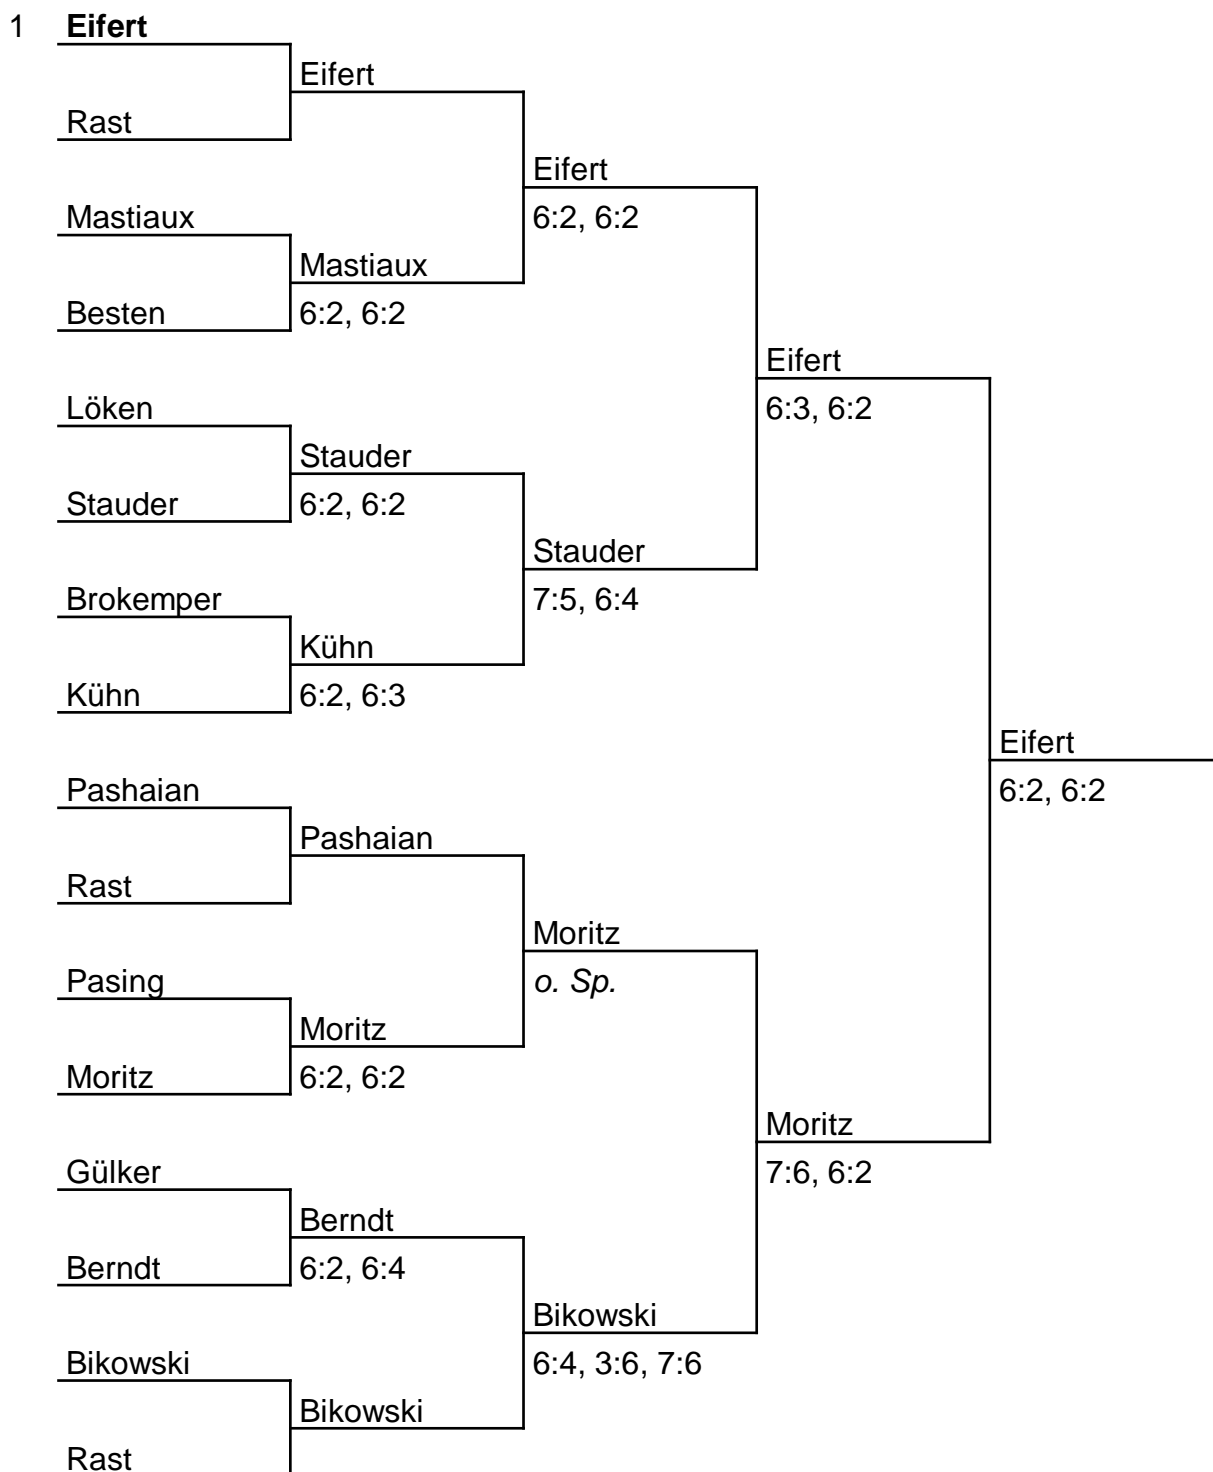 1 Eifert
Eifert
Rast
Eifert
Mastiaux
6:2, 6:2
Mastiaux
Besten
6:2, 6:2
Eifert
Löken
6:3, 6:2
Stauder
Stauder
6:2, 6:2
Stauder
Brokemper
7:5, 6:4
Kühn
Kühn
6:2, 6:3
Eifert
Pashaian
6:2, 6:2
Pashaian
Rast
Moritz
Pasing
o. Sp.
Moritz
Moritz
6:2, 6:2
Moritz
Gülker
7:6, 6:2
Berndt
Berndt
6:2, 6:4
Bikowski
Bikowski
6:4, 3:6, 7:6
Bikowski
Rast